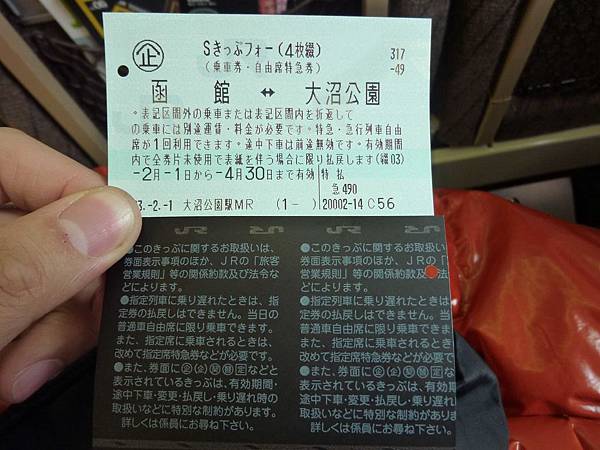 企
Sきっぷフォー(4枚綴)
317
(乗車券・自由席特急券)
-49
函館 ↔ 大沼公園
・表記区間外の乗車または表記区間内を折返して
の乗車には別途運賃・料金が必要です。特急・急行列車自由
席が1回利用できます。途中下車は前途無効です。有効期間
内で全券片未使用で表紙を伴う場合に限り払戻します(綴03)
-2月-1日から-4月30日まで有効 特 払
急490
3.-2.-1 大沼公園駅MR (1-) 20002-14 C56
JR JR
●このきっぷに関するお取扱いは、
券面表示事項のほか、JRの「旅客
営業規則」等の関係約款及び法令な
どによります。
●指定列車に乗り遅れたときは、指
定券の払戻しはできません。当日の
普通車自由席に限り乗車できます。
また、指定席に乗車されるときは、
改めて指定席特急券などが必要です。
●また、券面に
などと
表示されているきっぷは、有効期間・
途中下車・変更・払戻し・乗り遅れ時の
取扱いなどに特別な制約があります。
詳しくは係員にお尋ね下さい。
●このきっぷに関するお取扱い
券面表示事項のほか、JRの「
営業規則」等の関係約款及び法
どによります。
●指定列車に乗り遅れたときは、
定券の払戻しはできません。当日
普通車自由席に限り乗車できます
また、指定席に乗車されるとき
改めて指定席特急券などが必要で
●また、券面に
など
表示されているきっぷは、有効期
途中下車・変更・払戻し・乗り遅れ
取扱いなどに特別な制約がありま
詳しくは係員にお尋ね下さい。